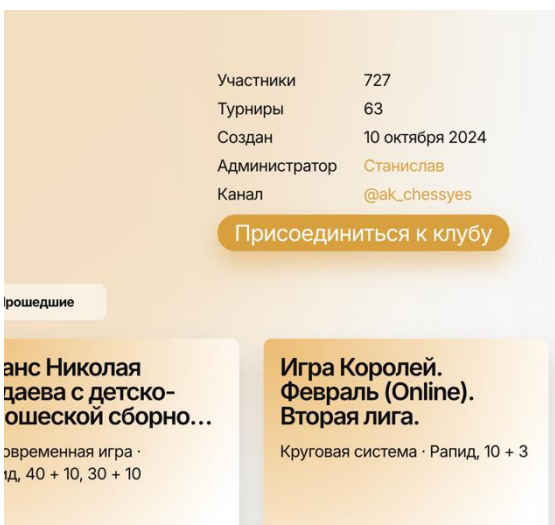 Участники 727
Турниры 63
Создан 10 октября 2024
Администратор Станислав
Канал @ak_chessyes
Присоединиться к клубу
Прошедшие
анс Николая
даева с детско-
ошеской сборно...
овременная игра ·
ид, 40 + 10, 30 + 10
Игра Королей.
Февраль (Online).
Вторая лига.
Круговая система · Рапид, 10 + 3